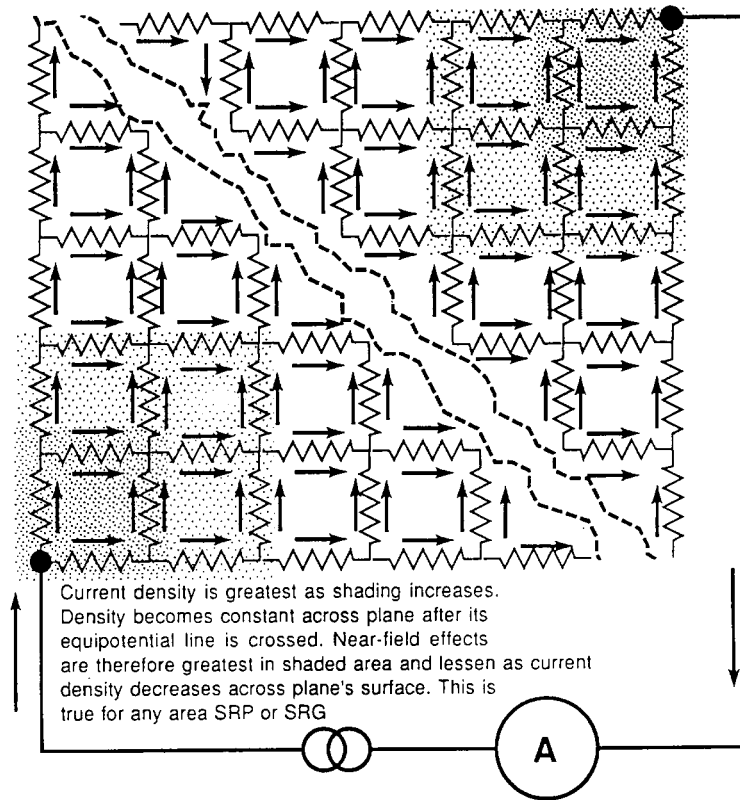 Current density is greatest as shading increases.
Density becomes constant across plane after its
equipotential line is crossed. Near-field effects
are therefore greatest in shaded area and lessen as current
density decreases across plane's surface. This is
true for any area SRP or SRG
A